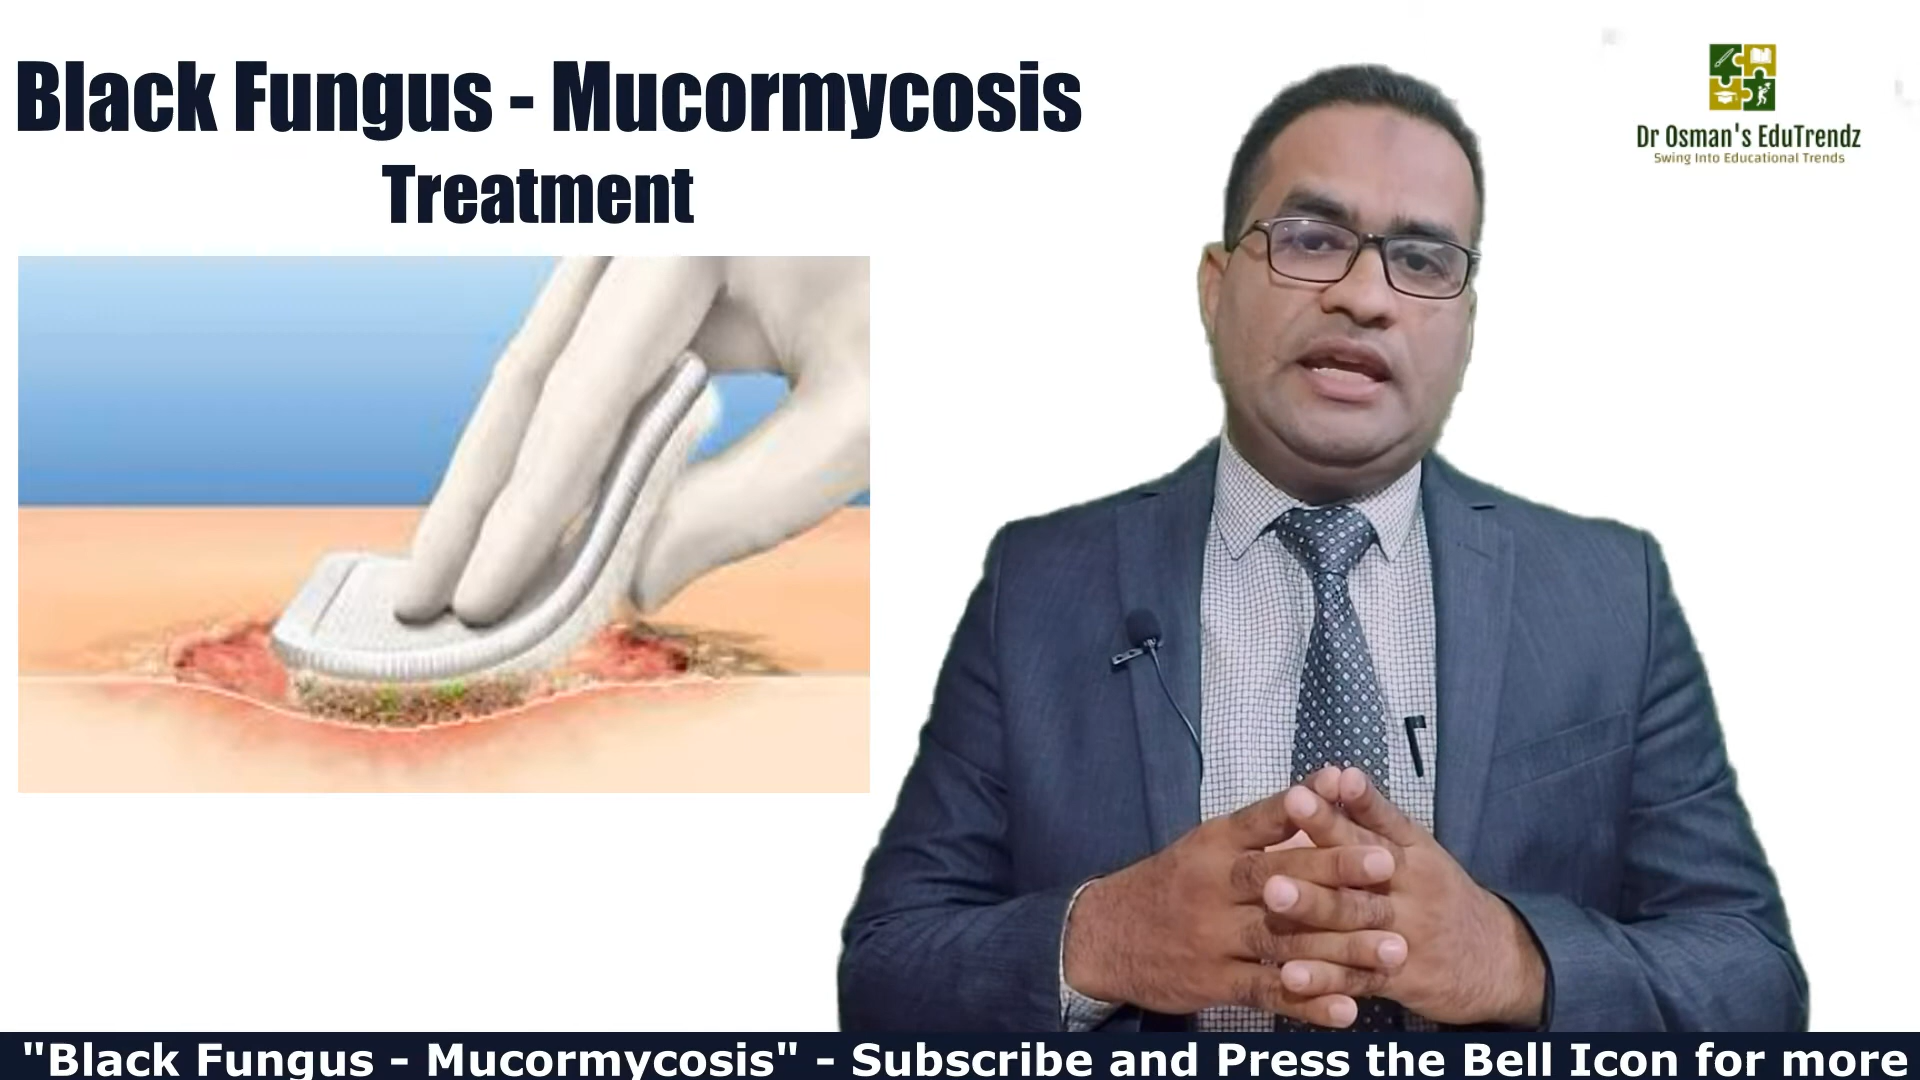 Black Fungus - Mucormycosis
Treatment
Dr Osman's EduTrendz
Swing Into Educational Trends
"Black Fungus - Mucormycosis" - Subscribe and Press the Bell Icon for more